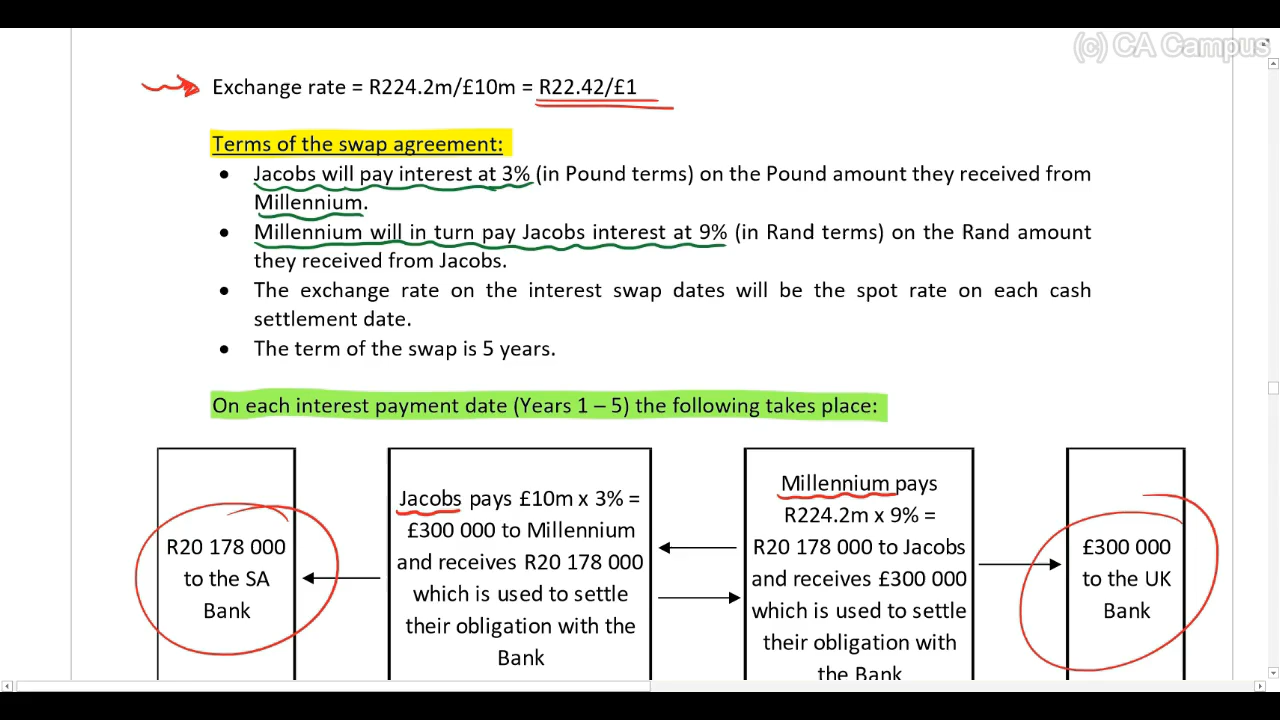 (c) CA Campus
Exchange rate = R224.2m/£10m = R22.42/£1
Terms of the swap agreement:
• Jacobs will pay interest at 3% (in Pound terms) on the Pound amount they received from
Millennium.
• Millennium will in turn pay Jacobs interest at 9% (in Rand terms) on the Rand amount
they received from Jacobs.
• The exchange rate on the interest swap dates will be the spot rate on each cash
settlement date.
• The term of the swap is 5 years.
On each interest payment date (Years 1 – 5) the following takes place:
R20 178 000
to the SA
Bank
Jacobs pays £10m x 3% =
£300 000 to Millennium
and receives R20 178 000
which is used to settle
their obligation with the
Bank
Millennium pays
R224.2m x 9% =
R20 178 000 to Jacobs
and receives £300 000
which is used to settle
their obligation with
the Bank
£300 000
to the UK
Bank